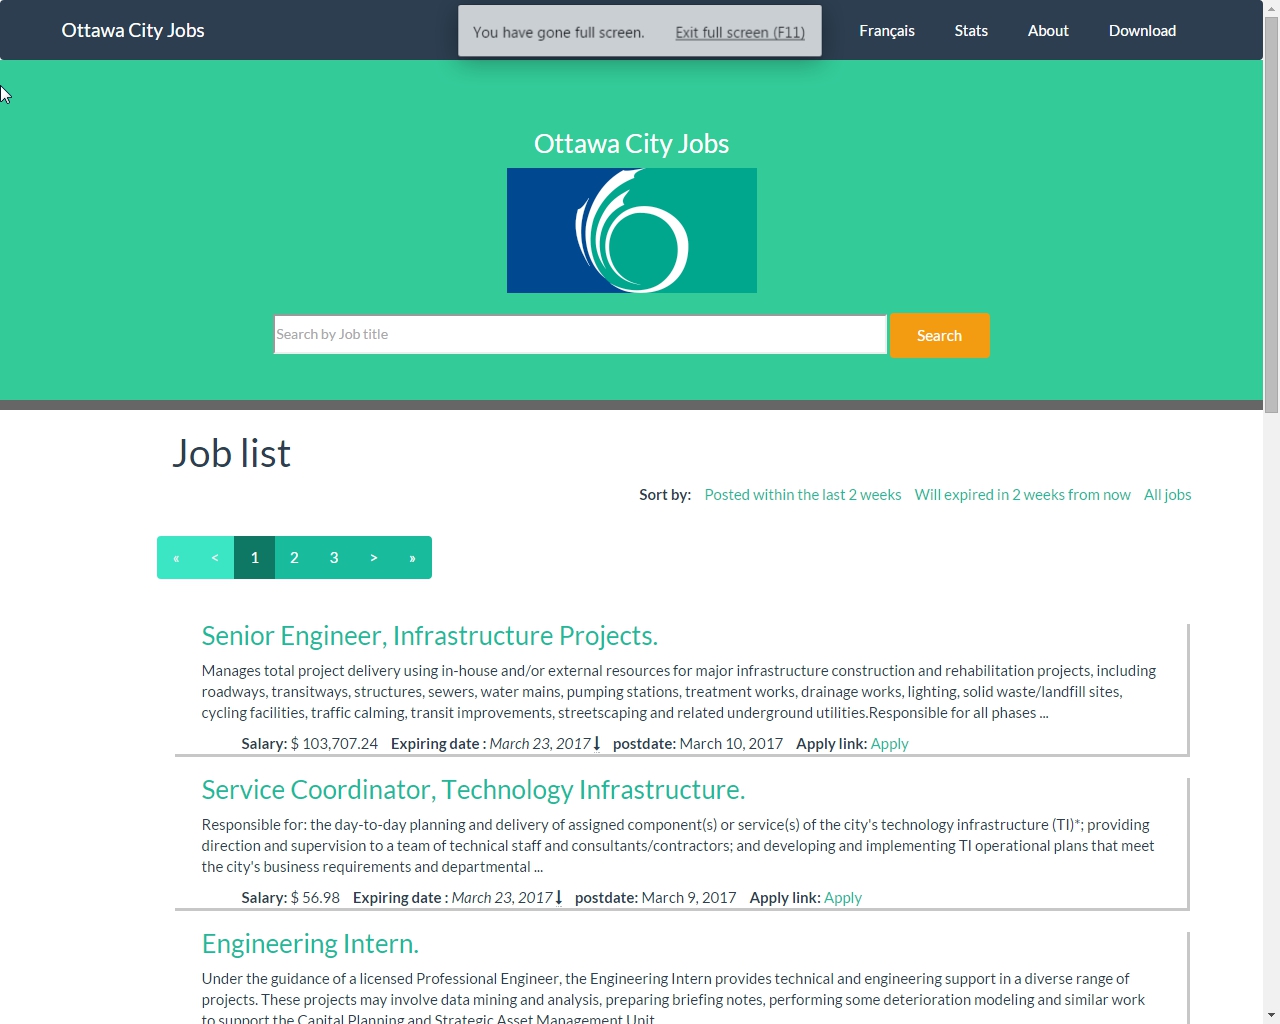 Ottawa City Jobs
You have gone full screen. Exit full screen (F11)
Français Stats About Download
Ottawa City Jobs
Search by Job title Search
Job list
Sort by: Posted within the last 2 weeks Will expired in 2 weeks from now All jobs
« < 1 2 3 > »
Senior Engineer, Infrastructure Projects.
Manages total project delivery using in-house and/or external resources for major infrastructure construction and rehabilitation projects, including
roadways, transitways, structures, sewers, water mains, pumping stations, treatment works, drainage works, lighting, solid waste/landfill sites,
cycling facilities, traffic calming, transit improvements, streetscaping and related underground utilities.Responsible for all phases ...
Salary: $ 103,707.24 Expiring date : March 23, 2017 postdate: March 10, 2017 Apply link: Apply
Service Coordinator, Technology Infrastructure.
Responsible for: the day-to-day planning and delivery of assigned component(s) or service(s) of the city's technology infrastructure (TI)*; providing
direction and supervision to a team of technical staff and consultants/contractors; and developing and implementing TI operational plans that meet
the city's business requirements and departmental ...
Salary: $ 56.98 Expiring date : March 23, 2017 postdate: March 9, 2017 Apply link: Apply
Engineering Intern.
Under the guidance of a licensed Professional Engineer, the Engineering Intern provides technical and engineering support in a diverse range of
projects. These projects may involve data mining and analysis, preparing briefing notes, performing some deterioration modeling and similar work
to support the Capital Planning and Strategic Asset Management Unit